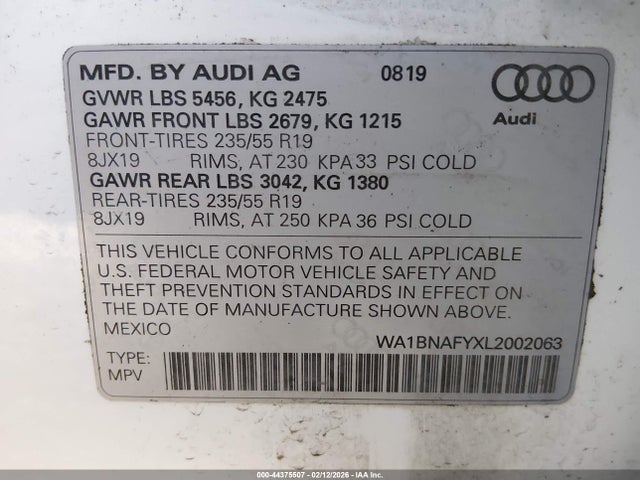 MFD. BY AUDI AG 0819
GVWR LBS 5456, KG 2475
GAWR FRONT LBS 2679, KG 1215
FRONT-TIRES 235/55 R19
8JX19 RIMS, AT 230 KPA 33 PSI COLD
GAWR REAR LBS 3042, KG 1380
REAR-TIRES 235/55 R19
8JX19 RIMS, AT 250 KPA 36 PSI COLD
Audi
THIS VEHICLE CONFORMS TO ALL APPLICABLE
U.S. FEDERAL MOTOR VEHICLE SAFETY AND
THEFT PREVENTION STANDARDS IN EFFECT ON
THE DATE OF MANUFACTURE SHOWN ABOVE.
MEXICO WA1BNAFYXL2002063
TYPE:
MPV
000-44375507 - 02/12/2026 - IAAI.com